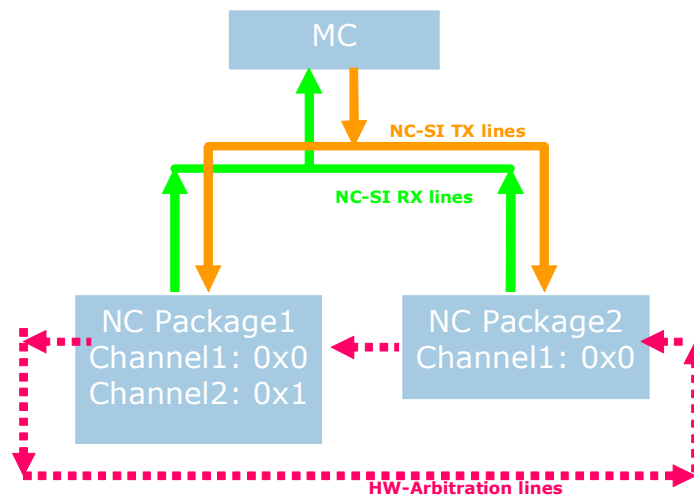 MC
NC-SI TX lines
NC-SI RX lines
NC Package1
Channel1: 0x0
Channel2: 0x1
NC Package2
Channel1: 0x0
HW-Arbitration lines